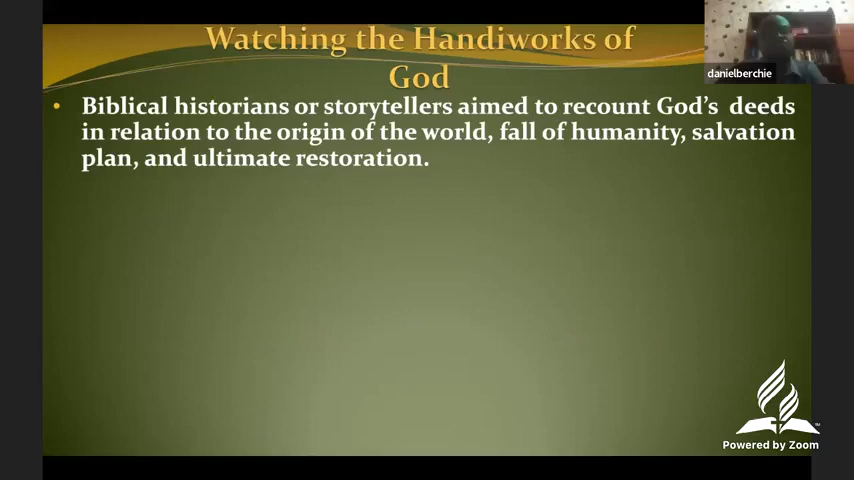 Watching the Handiworks of
God
danielberchie
• Biblical historians or storytellers aimed to recount God’s deeds
in relation to the origin of the world, fall of humanity, salvation
plan, and ultimate restoration.
Powered by Zoom